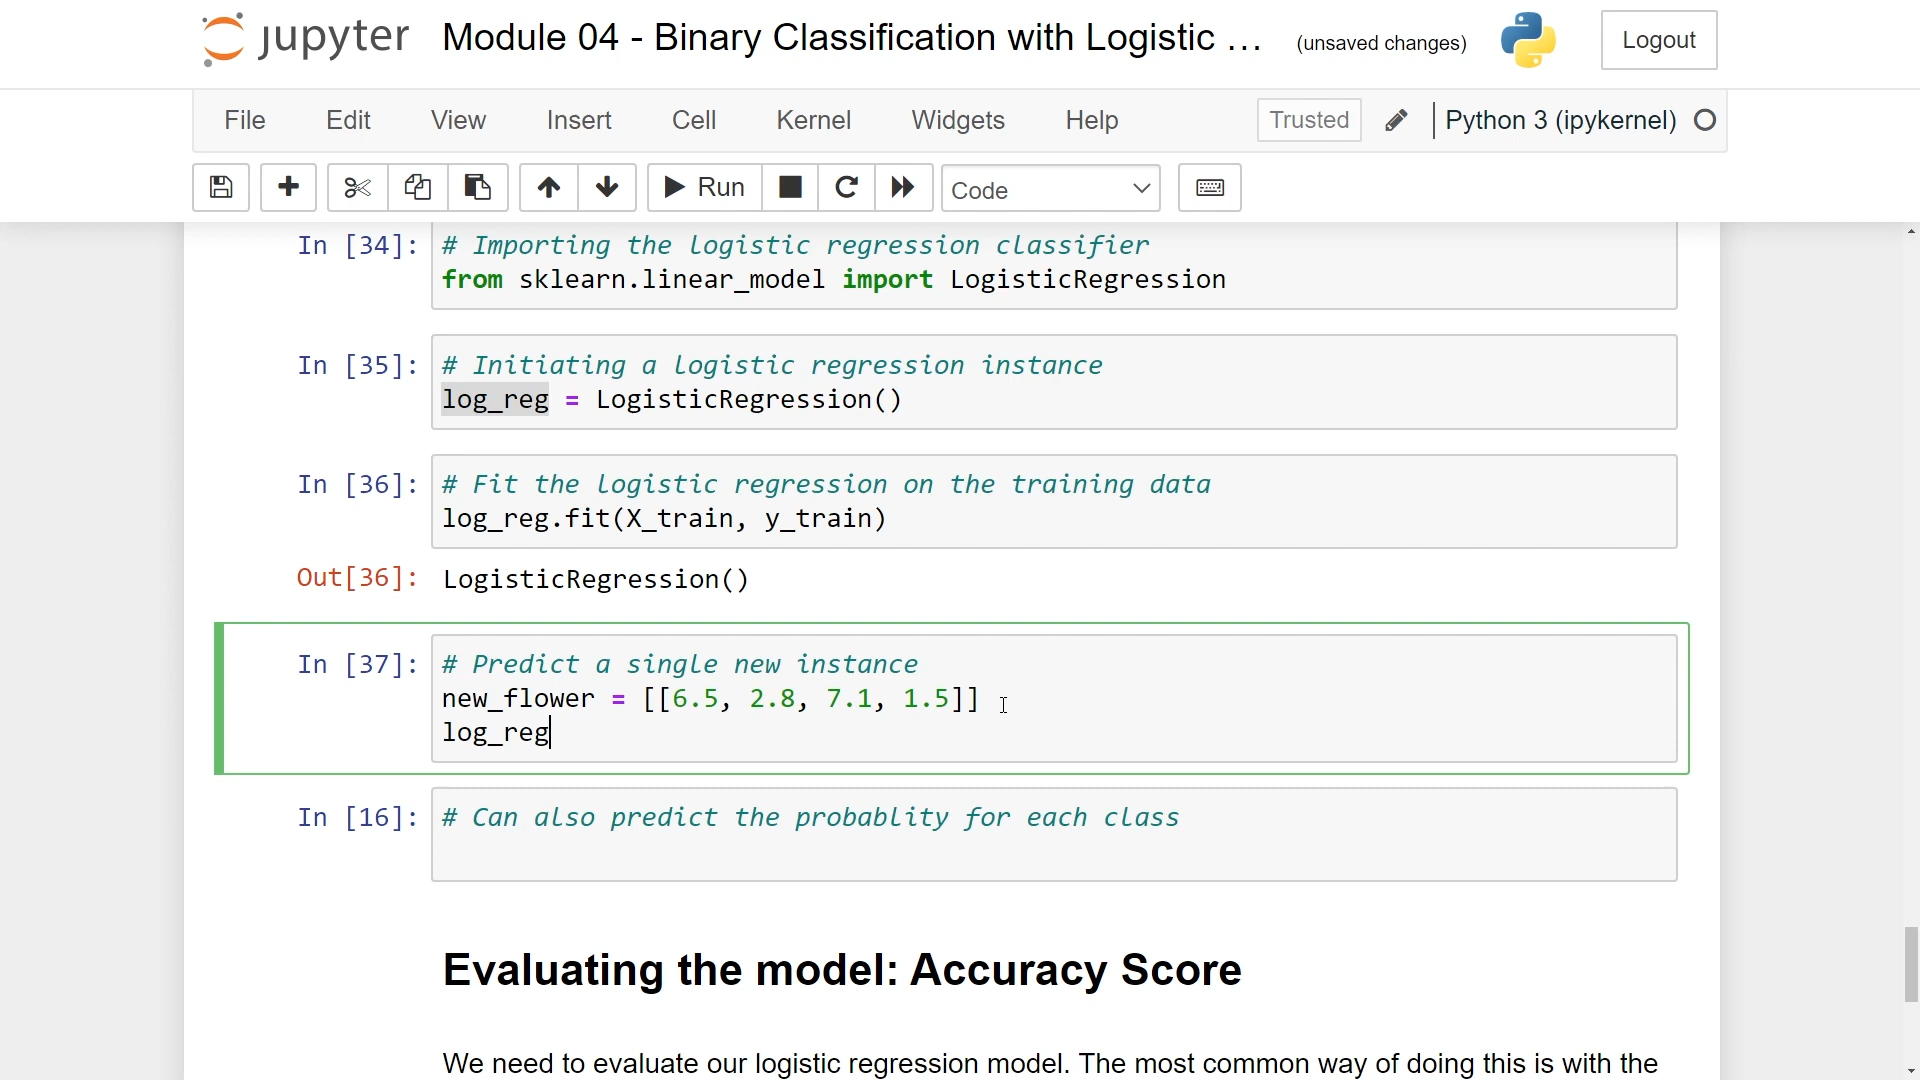 jupyter Module 04 - Binary Classification with Logistic ... (unsaved changes) Logout
File Edit View Insert Cell Kernel Widgets Help Trusted Python 3 (ipykernel)
Run Code
In [34]: # Importing the logistic regression classifier
from sklearn.linear_model import LogisticRegression
In [35]: # Initiating a logistic regression instance
log_reg = LogisticRegression()
In [36]: # Fit the logistic regression on the training data
log_reg.fit(X_train, y_train)
Out[36]: LogisticRegression()
In [37]: # Predict a single new instance
new_flower = [[6.5, 2.8, 7.1, 1.5]]
log_reg
In [16]: # Can also predict the probablity for each class
Evaluating the model: Accuracy Score
We need to evaluate our logistic regression model. The most common way of doing this is with the